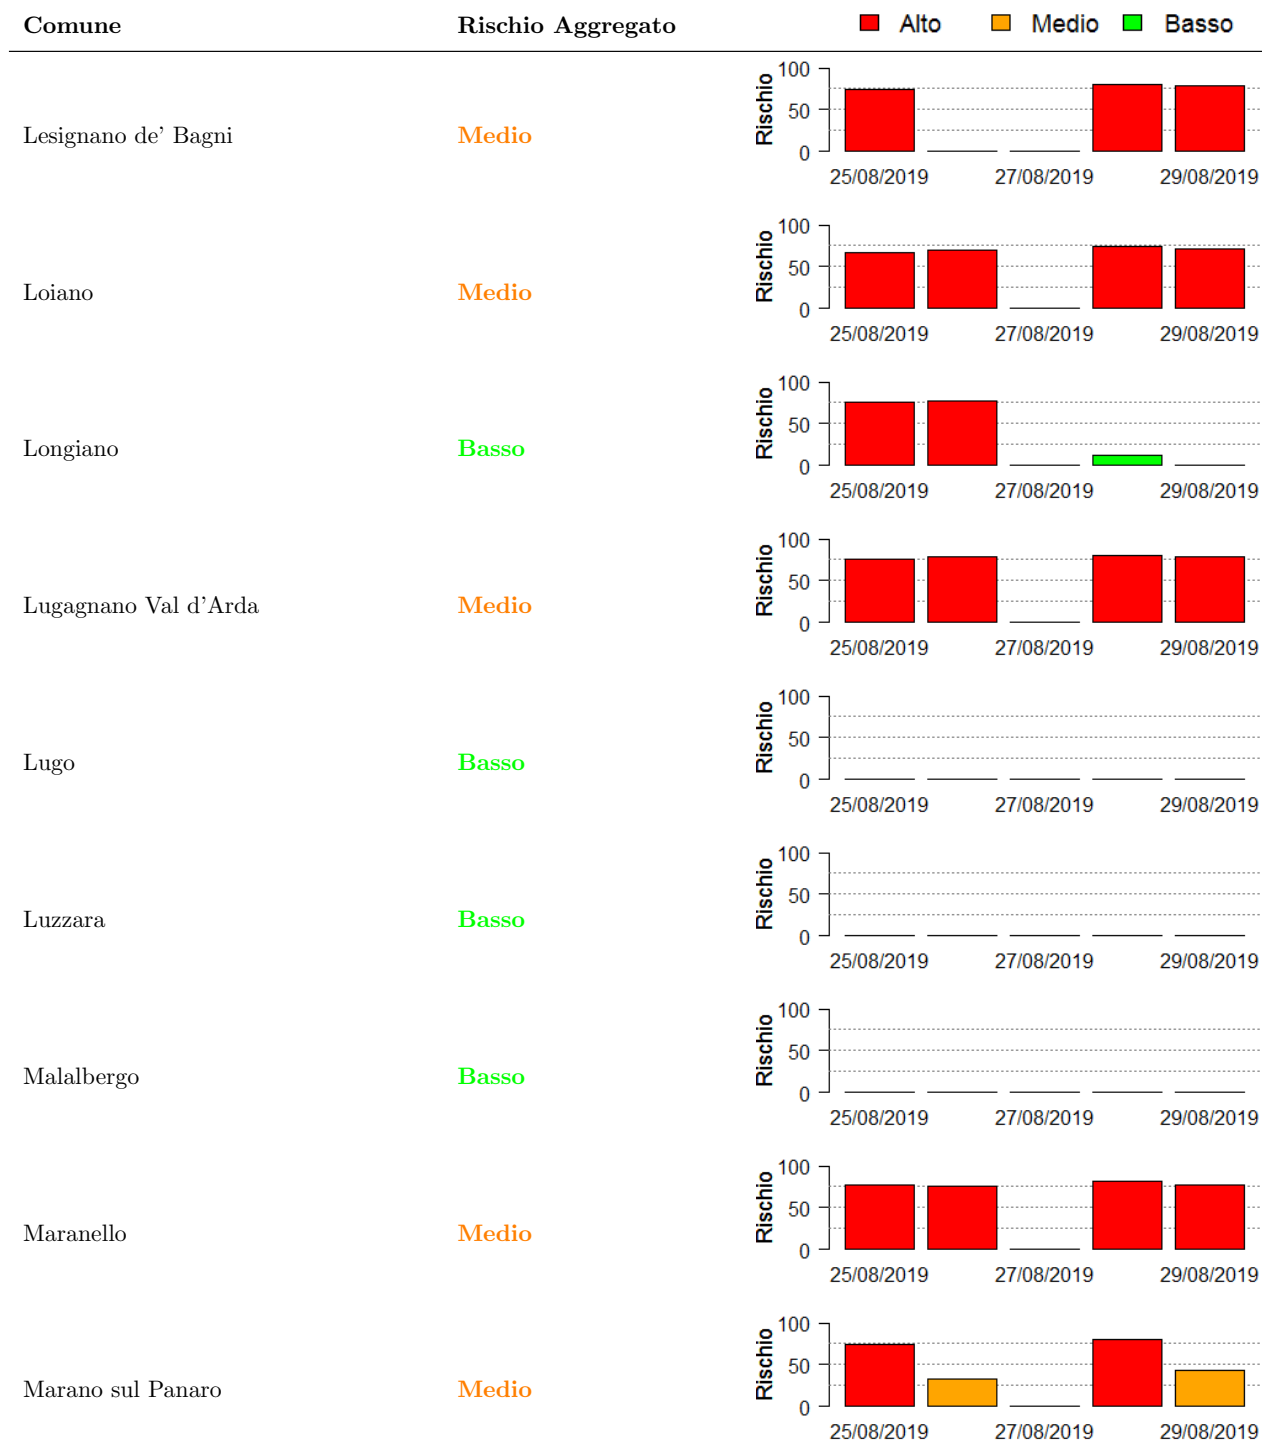 Comune Rischio Aggregato Alto Medio Basso
100
Rischio
50
0
Lesignano de' Bagni Medio
25/08/2019 27/08/2019 29/08/2019
100
Rischio
50
0
Loiano Medio
25/08/2019 27/08/2019 29/08/2019
100
Rischio
50
0
Longiano Basso
25/08/2019 27/08/2019 29/08/2019
100
Rischio
50
0
Lugagnano Val d'Arda Medio
25/08/2019 27/08/2019 29/08/2019
100
Rischio
50
0
Lugo Basso
25/08/2019 27/08/2019 29/08/2019
100
Rischio
50
0
Luzzara Basso
25/08/2019 27/08/2019 29/08/2019
100
Rischio
50
0
Malalbergo Basso
25/08/2019 27/08/2019 29/08/2019
100
Rischio
50
0
Maranello Medio
25/08/2019 27/08/2019 29/08/2019
100
Rischio
50
0
Marano sul Panaro Medio
25/08/2019 27/08/2019 29/08/2019